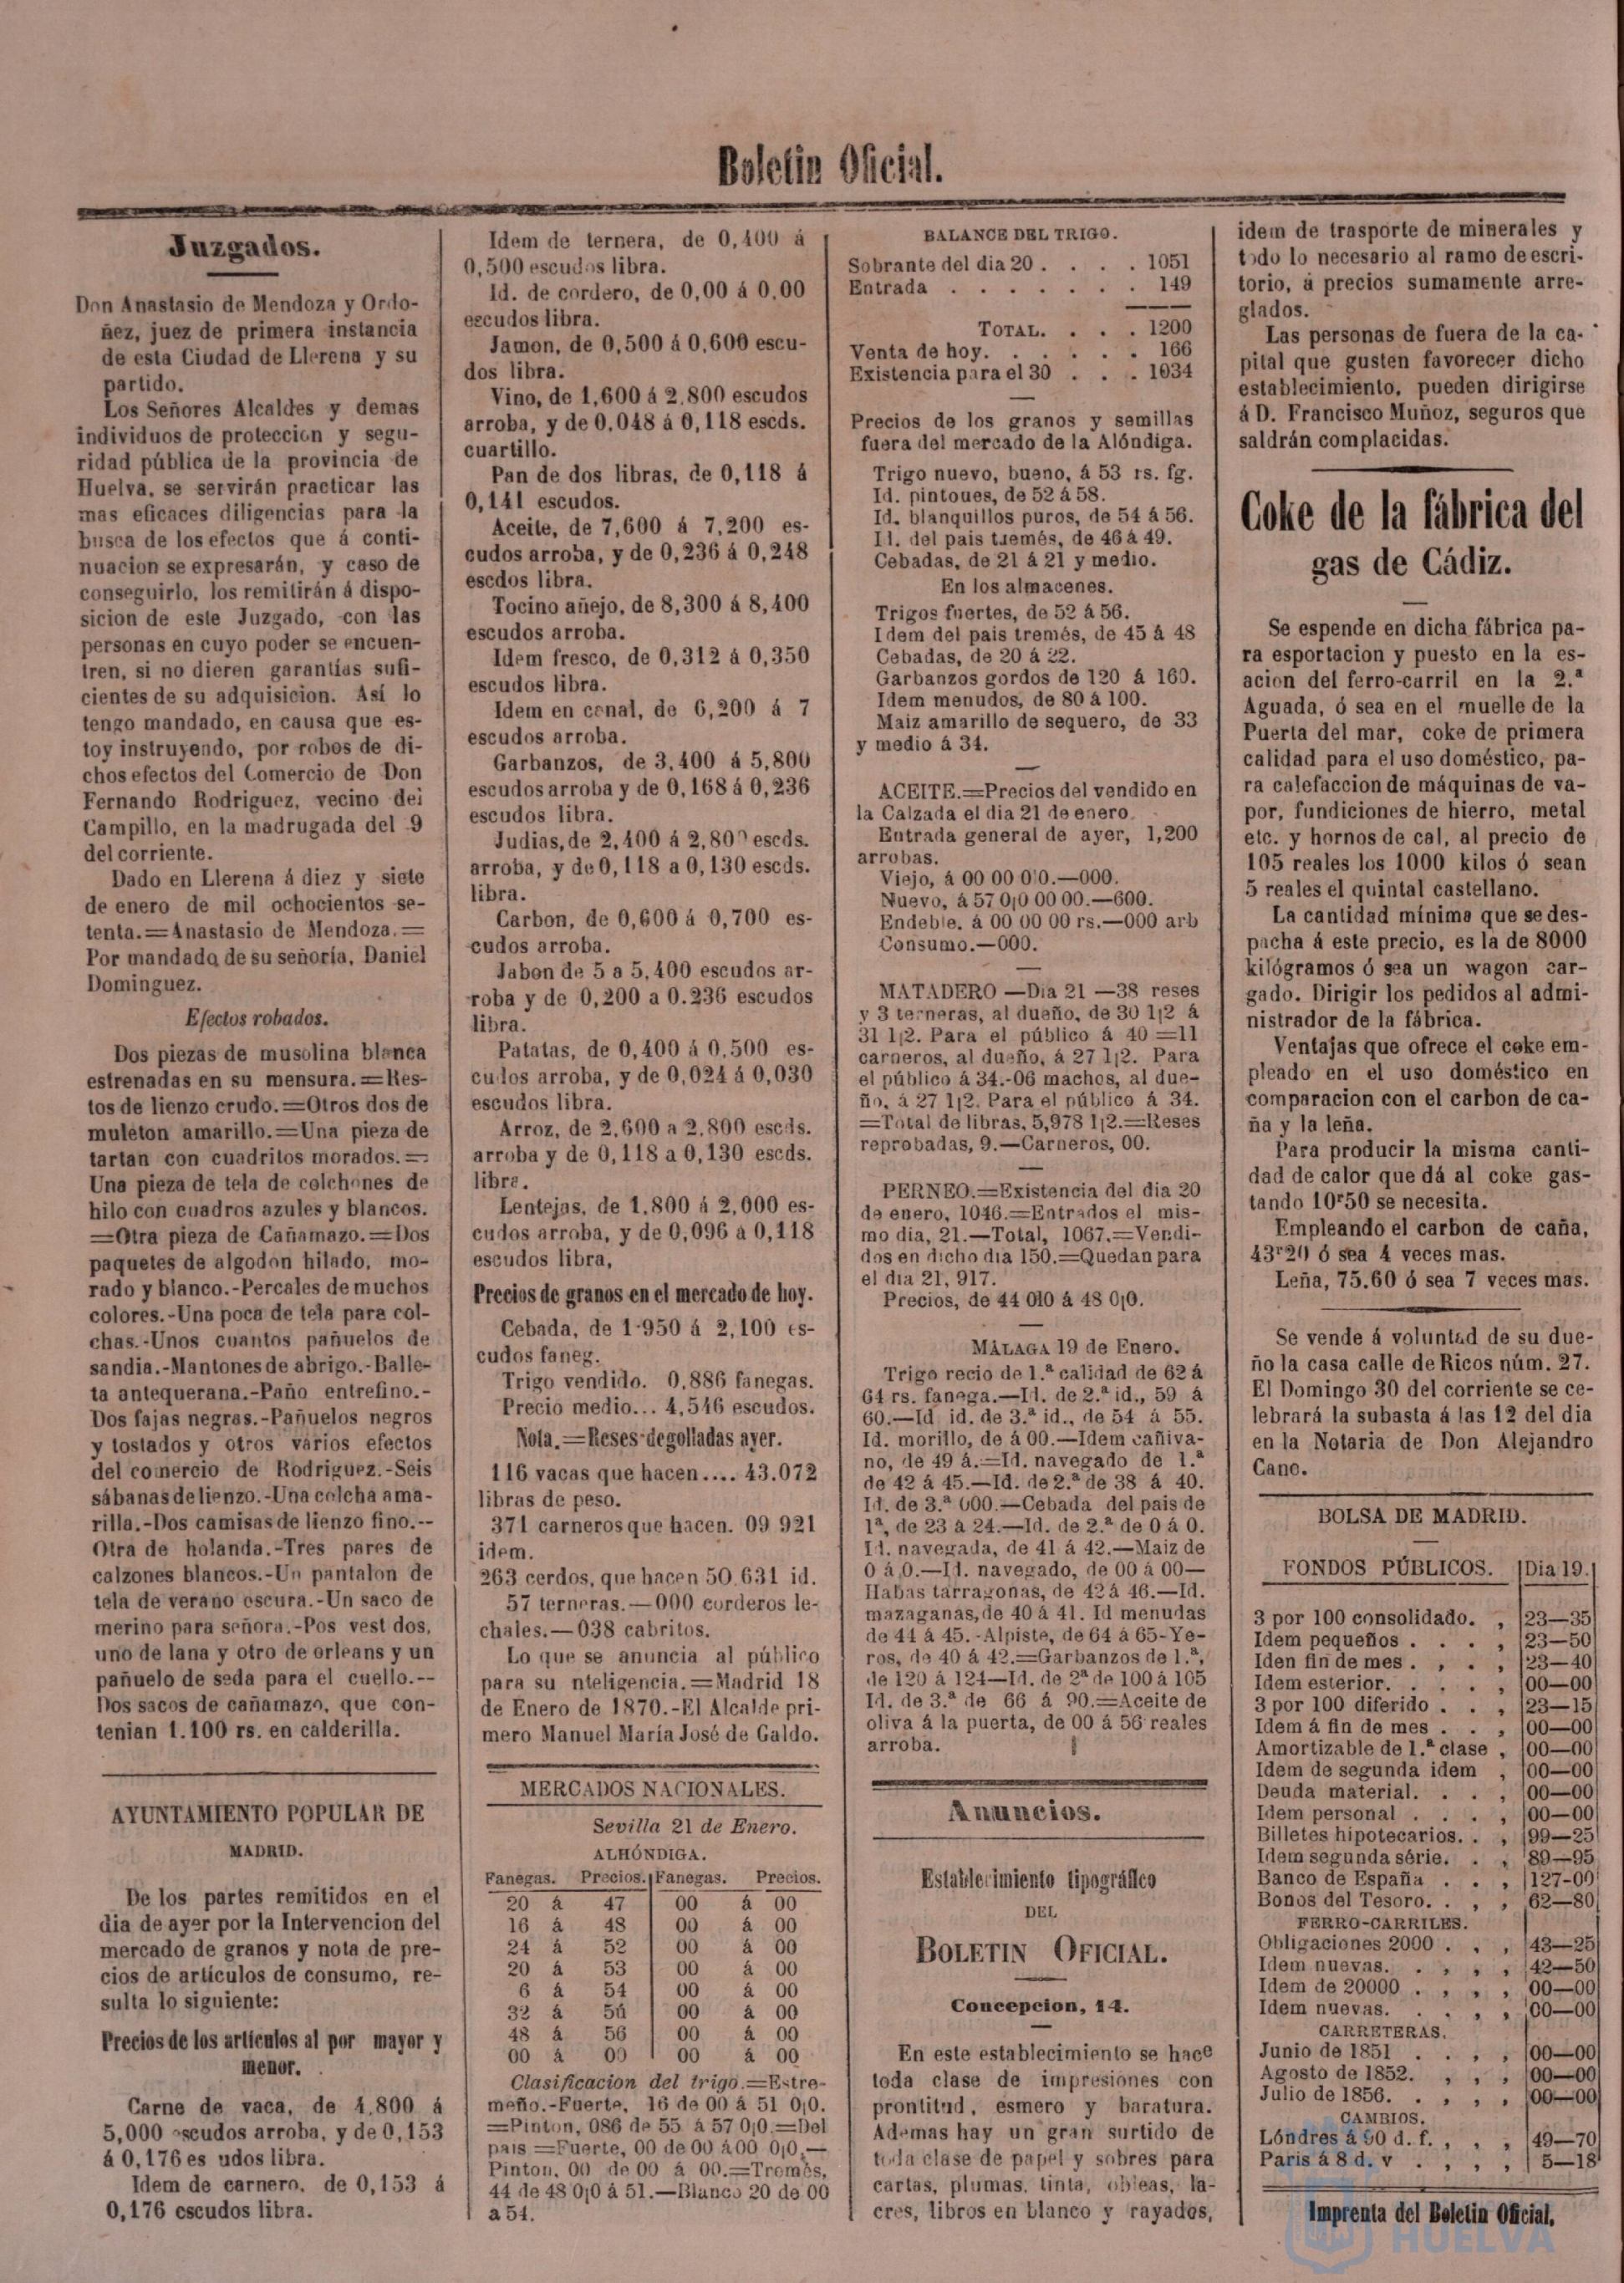 Boletin Oficial.
Juzgados.
Don Anastasio de Mendoza y Ordo-
ñez, juez de primera instancia
de esta Ciudad de Llerena y su
partido.
Los Señores Alcaldes y demas
individuos de proteccion y segu-
ridad pública de la provincia de
Huelva, se servirán practicar las
mas eficaces diligencias para la
busca de los efectos que á conti-
nuacion se expresarán, y caso de
conseguirlo, los remitirán á dispo-
sicion de este Juzgado, con las
personas en cuyo poder se encuen-
tren, si no dieren garantías sufi-
cientes de su adquisicion. Así lo
tengo mandado, en causa que es-
toy instruyendo, por robos de di-
chos efectos del Comercio de Don
Fernando Rodriguez, vecino dei
Campillo, en la madrugada del 9
del corriente.
Dado en Llerena á diez y siete
de enero de mil ochocientos se-
tenta.=Anastasio de Mendoza.=
Por mandado de su señoría, Daniel
Dominguez.
Efectos robados.
Dos piezas de musolina blanca
estrenadas en su mensura.=Res-
tos de lienzo crudo.=Otros dos de
muleton amarillo.=Una pieza de
tartan con cuadritos morados.=
Una pieza de tela de colchones de
hilo con cuadros azules y blancos.
=Otra pieza de Cañamazo.=Dos
paquetes de algodon hilado, mo-
rado y blanco.-Percales de muchos
colores.-Una poca de tela para col-
chas.-Unos cuantos pañuelos de
sandia.-Mantones de abrigo.-Balle-
ta antequerana.-Paño entrefino.-
Dos fajas negras.-Pañuelos negros
y tostados y otros varios efectos
del comercio de Rodriguez.-Seis
sábanas de lienzo.-Una colcha ama-
rilla.-Dos camisas de lienzo fino.--
Otra de holanda.-Tres pares de
calzones blancos.-Un pantalon de
tela de verano oscura.-Un saco de
merino para señora.-Pos vest dos,
uno de lana y otro de orleans y un
pañuelo de seda para el cuello.--
Dos sacos de cañamazo, que con-
tenian 1.100 rs. en calderilla.
AYUNTAMIENTO POPULAR DE
MADRID.
De los partes remitidos en el
dia de ayer por la Intervencion del
mercado de granos y nota de pre-
cios de artículos de consumo, re-
sulta lo siguiente:
Precios de los artículos al por mayor y
menor.
Carne de vaca, de 4,800 á
5,000 escudos arroba, y de 0,153
á 0,176 es udos libra.
Idem de carnero, de 0,153 á
0,176 escudos libra.
Idem de ternera, de 0,400 á
0,500 escudos libra.
Id. de cordero, de 0,00 á 0,00
escudos libra.
Jamon, de 0,500 á 0,600 escu-
dos libra.
Vino, de 1,600 á 2,800 escudos
arroba, y de 0,048 á 0,118 escds.
cuartillo.
Pan de dos libras, de 0,118 á
0,141 escudos.
Aceite, de 7,600 á 7,200 es-
cudos arroba, y de 0,236 á 0,248
escdos libra.
Tocino añejo, de 8,300 á 8,400
escudos arroba.
Idem fresco, de 0,312 á 0,350
escudos libra.
Idem en canal, de 6,200 á 7
escudos arroba.
Garbanzos, de 3,400 á 5,800
escudos arroba y de 0,168 á 0,236
escudos libra.
Judias, de 2,400 á 2,80 escds.
arroba, y de 0,118 a 0,130 escds.
libra.
Carbon, de 0,600 á 0,700 es-
cudos arroba.
Jabon de 5 a 5,400 escudos ar-
roba y de 0,200 a 0.236 escudos
libra.
Patatas, de 0,400 á 0,500 es-
cudos arroba, y de 0,024 á 0,030
escudos libra.
Arroz, de 2,600 a 2,800 escds.
arroba y de 0,118 a 0,130 escds.
libra.
Lentejas, de 1,800 á 2,000 es-
cudos arroba, y de 0,096 á 0,118
escudos libra,
Precios de granos en el mercado de hoy.
Cebada, de 1·950 á 2,100 es-
cudos faneg.
Trigo vendido. 0,886 fanegas.
Precio medio... 4,546 escudos.
Nota.=Reses degolladas ayer.
116 vacas que hacen.... 43.072
libras de peso.
371 carneros que hacen. 09 921
idem.
263 cerdos, que hacen 50.631 id.
57 terneras.—000 corderos le-
chales.—038 cabritos.
Lo que se anuncia al público
para su nteligencia.=Madrid 18
de Enero de 1870.-El Alcalde pri-
mero Manuel María José de Galdo.
MERCADOS NACIONALES.
Sevilla 21 de Enero.
ALHÓNDIGA.
Fanegas. Precios. Fanegas. Precios.
20 á 47 00 á 00
16 á 48 00 á 00
24 á 52 00 á 00
20 á 53 00 á 00
6 á 54 00 á 00
32 á 00 á 00
48 á 56 00 á 00
00 á 00 00 á 00
Clasificacion del trigo.=Estre-
meño.-Fuerte, 16 de 00 á 51 0|0.
=Pinton, 086 de 55 á 57 0|0.=Del
pais=Fuerte, 00 de 00 á 00 0|0,—
Pinton, 00 de 00 á 00.=Tremés,
44 de 48 0|0 á 51.—Blanco 20 de 00
a 54.
BALANCE DEL TRIGO.
Sobrante del dia 20 . . . . 1051
Entrada . . . . . . . 149
TOTAL. . . . 1200
Venta de hoy. . . . . . 166
Existencia para el 30 . . . 1034
Precios de los granos y semillas
fuera del mercado de la Alóndiga.
Trigo nuevo, bueno, á 53 rs. fg.
Id. pintoues, de 52 á 58.
Id. blanquillos puros, de 54 á 56.
Id. del pais tremés, de 46 á 49.
Cebadas, de 21 á 21 y medio.
En los almacenes.
Trigos fuertes, de 52 á 56.
Idem del pais tremés, de 45 á 48
Cebadas, de 20 á 22.
Garbanzos gordos de 120 á 160.
Idem menudos, de 80 á 100.
Maiz amarillo de sequero, de 33
y medio á 34.
ACEITE.=Precios del vendido en
la Calzada el dia 21 de enero.
Entrada general de ayer, 1,200
arrobas.
Viejo, á 00 00 0|0.—000.
Nuevo, á 57 0|0 00 00.—600.
Endeble, á 00 00 00 rs.—000 arb
Consumo.—000.
MATADERO —Dia 21 —38 reses
y 3 terneras, al dueño, de 30 1|2 á
31 1|2. Para el público á 40=11
carneros, al dueño, á 27 1|2. Para
el público á 34.-06 machos, al due-
ño, á 27 1|2. Para el público á 34.
=Total de libras, 5,978 1|2.=Reses
reprobadas, 9.—Carneros, 00.
PERNEO.=Existencia del dia 20
de enero, 1046.=Entrados el mis-
mo dia, 21.—Total, 1067.=Vendi-
dos en dicho dia 150.=Quedan para
el dia 21, 917.
Precios, de 44 0|0 á 48 0|0.
MÁLAGA 19 de Enero.
Trigo recio de 1.ª calidad de 62 á
64 rs. fanega.—Id. de 2.ª id., 59 á
60.—Id. id. de 3.ª id., de 54 á 55.
Id. morillo, de á 00.—Idem cañiva-
no, de 49 á.=Id. navegado de 1.ª
de 42 á 45.—Id. de 2.ª de 38 á 40.
Id. de 3.ª 000.—Cebada del pais de
1ª, de 23 á 24.—Id. de 2.ª de 0 á 0.
Id. navegada, de 41 á 42.—Maiz de
0 á 0.—Id. navegado, de 00 á 00—
Habas tarragonas, de 42 á 46.—Id.
mazaganas, de 40 á 41. Id menudas
de 44 á 45.-Alpiste, de 64 á 65-Ye-
ros, de 40 á 42.=Garbanzos de 1.ª,
de 120 á 124—Id. de 2ª de 100 á 105
Id. de 3.ª de 66 á 90.=Aceite de
oliva á la puerta, de 00 á 56 reales
arroba.
Anuncios.
Establecimiento tipográfico
DEL
BOLETIN OFICIAL.
Concepcion, 14.
En este establecimiento se hace
toda clase de impresiones con
prontitud, esmero y baratura.
Ademas hay un gran surtido de
toda clase de papel y sobres para
cartas, plumas, tinta, obleas, la-
cres, libros en blanco y rayados,
idem de trasporte de minerales y
todo lo necesario al ramo de escri-
torio, á precios sumamente arre-
glados.
Las personas de fuera de la ca-
pital que gusten favorecer dicho
establecimiento, pueden dirigirse
á D. Francisco Muñoz, seguros que
saldrán complacidas.
Coke de la fábrica del
gas de Cádiz.
Se espende en dicha fábrica pa-
ra esportacion y puesto en la es-
acion del ferro-carril en la 2.ª
Aguada, ó sea en el muelle de la
Puerta del mar, coke de primera
calidad para el uso doméstico, pa-
ra calefaccion de máquinas de va-
por, fundiciones de hierro, metal
etc. y hornos de cal, al precio de
105 reales los 1000 kilos ó sean
5 reales el quintal castellano.
La cantidad mínima que se des-
pacha á este precio, es la de 8000
kilógramos ó sea un wagon car-
gado. Dirigir los pedidos al admi-
nistrador de la fábrica.
Ventajas que ofrece el coke em-
pleado en el uso doméstico en
comparacion con el carbon de ca-
ña y la leña.
Para producir la misma canti-
dad de calor que dá al coke gas-
tando 10'50 se necesita.
Empleando el carbon de caña,
43'20 ó sea 4 veces mas.
Leña, 75.60 ó sea 7 veces mas.
Se vende á voluntad de su due-
ño la casa calle de Ricos núm. 27.
El Domingo 30 del corriente se ce-
lebrará la subasta á las 12 del dia
en la Notaria de Don Alejandro
Cano.
BOLSA DE MADRID.
FONDOS PÚBLICOS. Dia 19.
3 por 100 consolidado. , 23—35
Idem pequeños . . . , 23—50
Iden fin de mes . , . , 23—40
Idem esterior. . . . , 00—00
3 por 100 diferido . . , 23—15
Idem á fin de mes . . , 00—00
Amortizable de 1.ª clase , 00—00
Idem de segunda idem , 00—00
Deuda material. . . , 00—00
Idem personal . . . , 00—00
Billetes hipotecarios. . , 99—25
Idem segunda série. . , 89—95
Banco de España . . , 127-00
Bonos del Tesoro. . , , 62—80
FERRO-CARRILES.
Obligaciones 2000 . , , 43—25
Idem nuevas. . , , , 42—50
Idem de 20000 . , , , 00—00
Idem nuevas. . , , , 00—00
CARRETERAS.
Junio de 1851 . . , , 00—00
Agosto de 1852. , , , 00—00
Julio de 1856. . , , , 00—00
CAMBIOS.
Lóndres á 90 d. f. , , , 49—70
Paris á 8 d. v . , , , 5—18
Imprenta del Boletin Oficial,
HUELVA